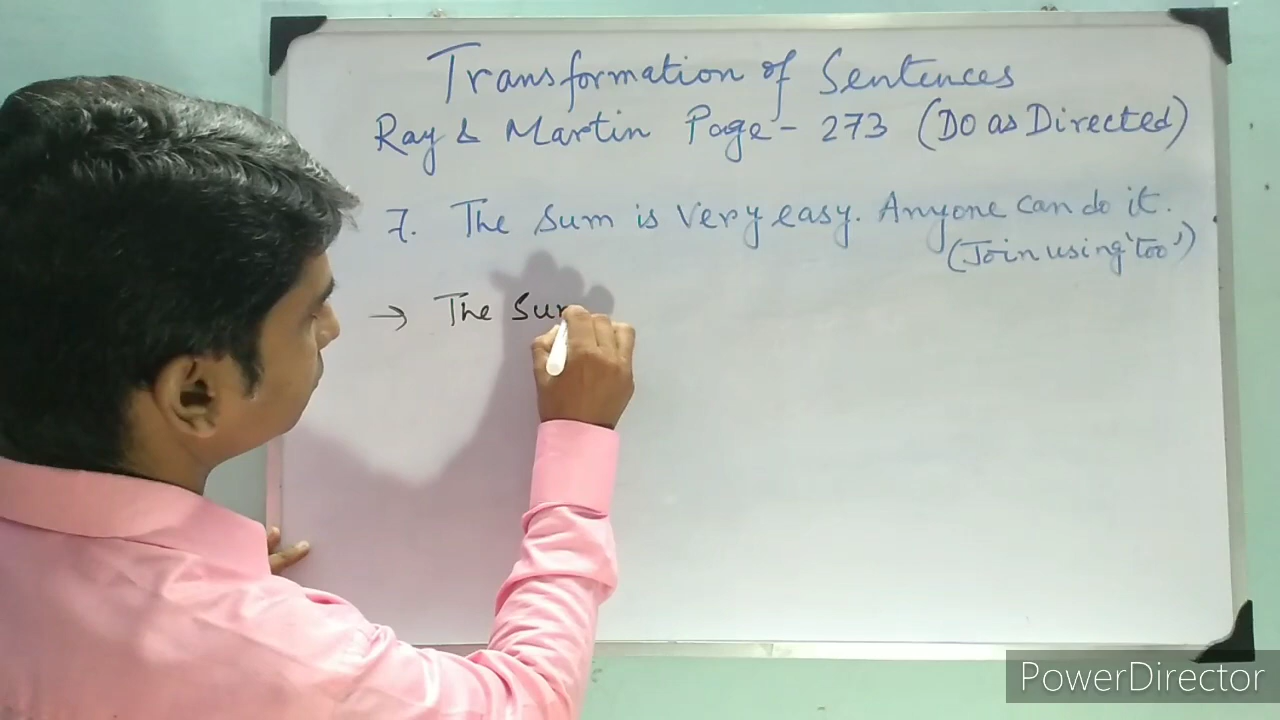 Transformation of Sentences
Ray & Martin Page - 273 (Do as Directed)
7. The Sum is very easy. Anyone can do it.
(Join using 'too')
→ The Sum
PowerDirector